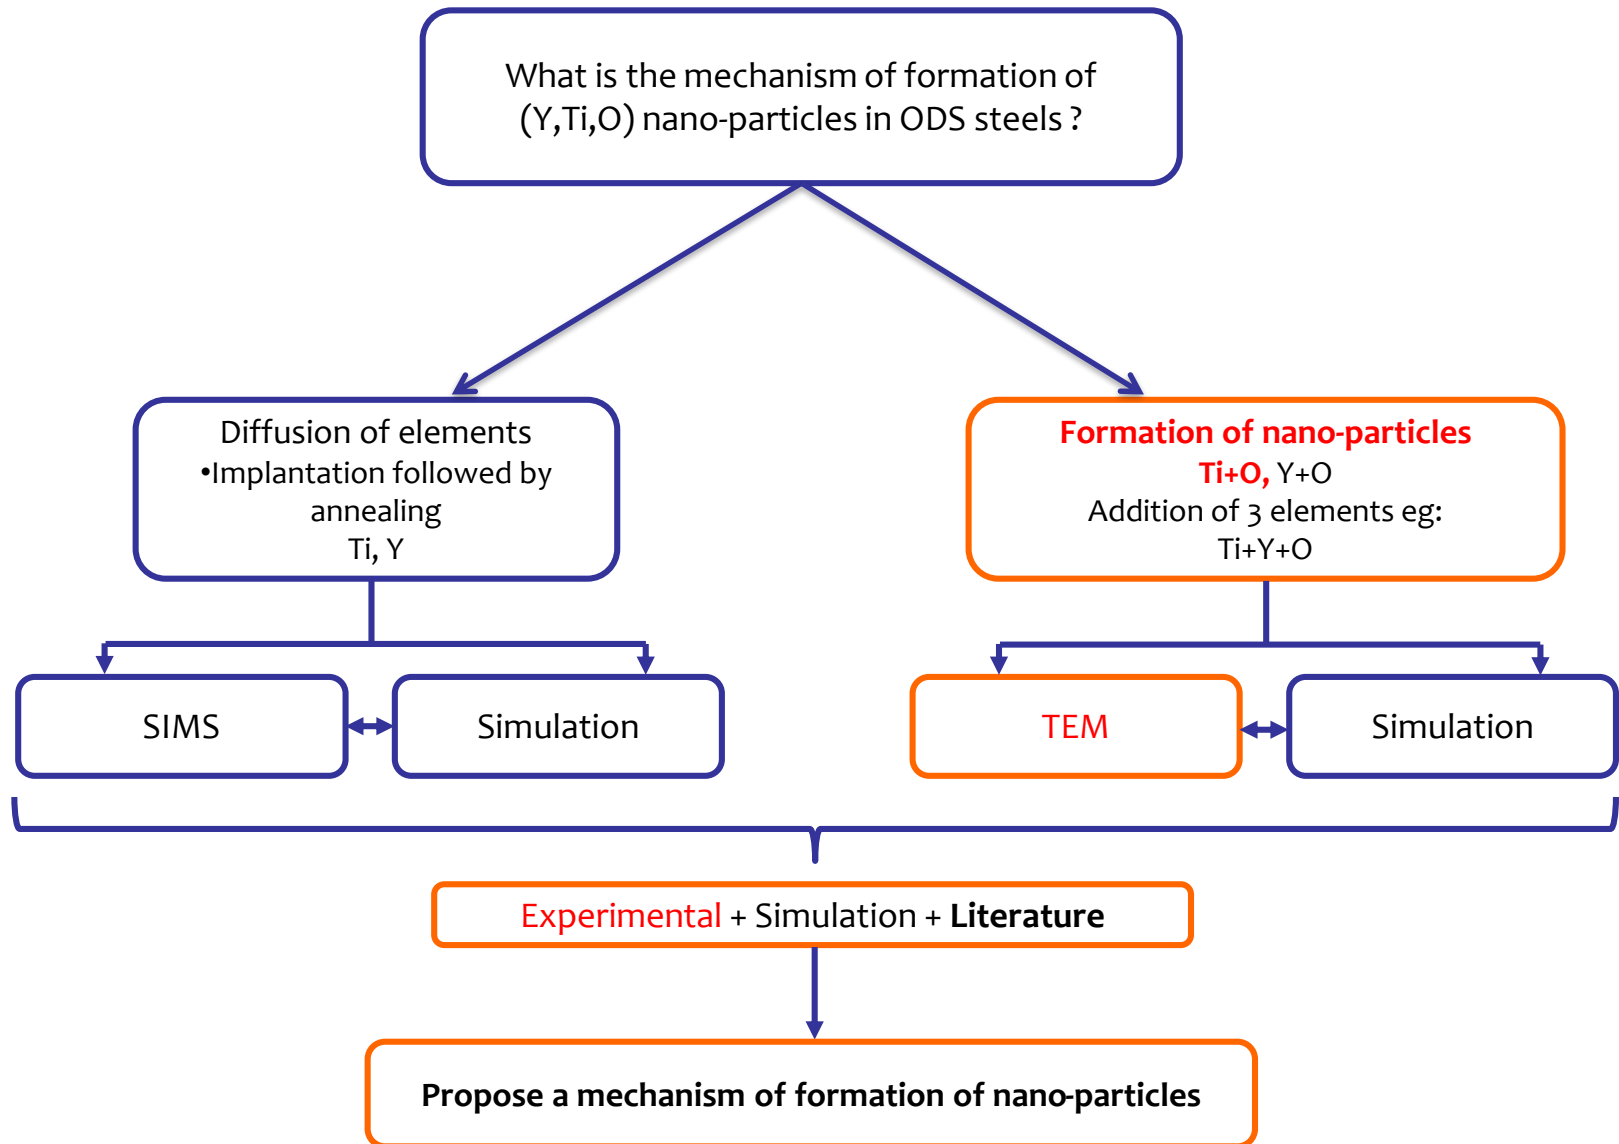 What is the mechanism of formation of
(Y,Ti,O) nano-particles in ODS steels ?
Diffusion of elements
•Implantation followed by
annealing
Ti, Y
Formation of nano-particles
Ti+O, Y+O
Addition of 3 elements eg:
Ti+Y+O
SIMS
Simulation
TEM
Simulation
Experimental + Simulation + Literature
Propose a mechanism of formation of nano-particles